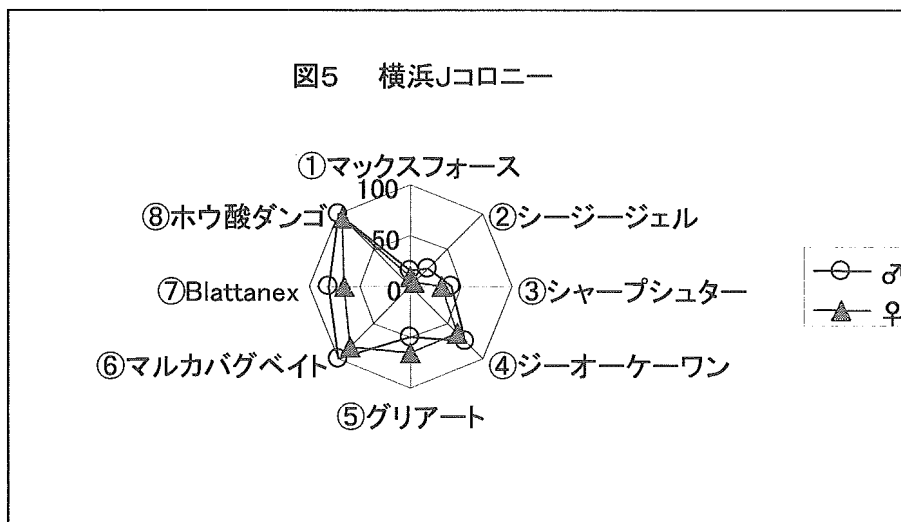 図5 横浜Jコロニー
①マックスフォース
100
⑧ホウ酸ダンゴ
②シージージェル
50
⑦Blattanex
0
③シャープシュター
♂
♀
⑥マルカバグベイト
④ジーオーケーワン
⑤グリアート